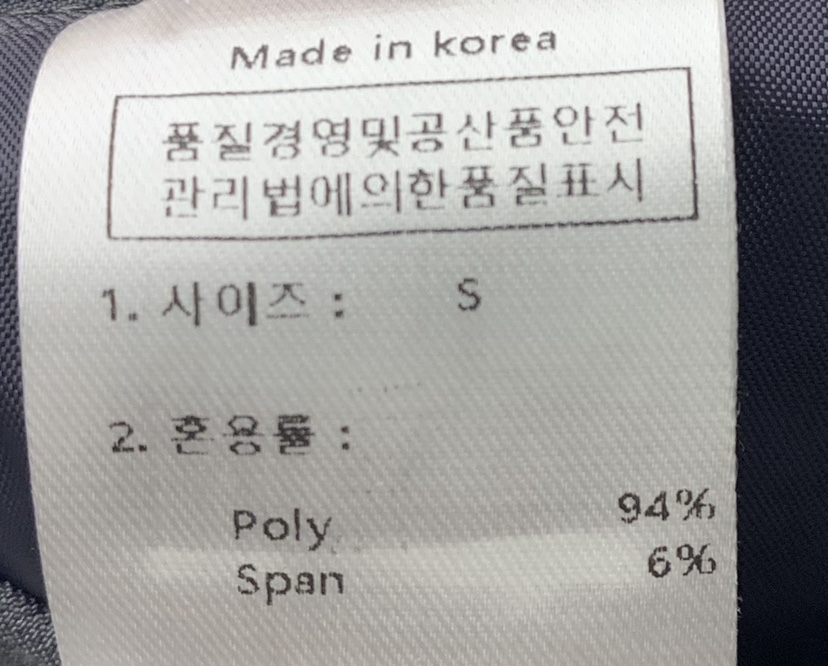 Made in korea
품질경영및공산품안전
관리법에의한품질표시
1. 사이즈 : S
2. 혼용률 :
Poly 94%
Span 6%